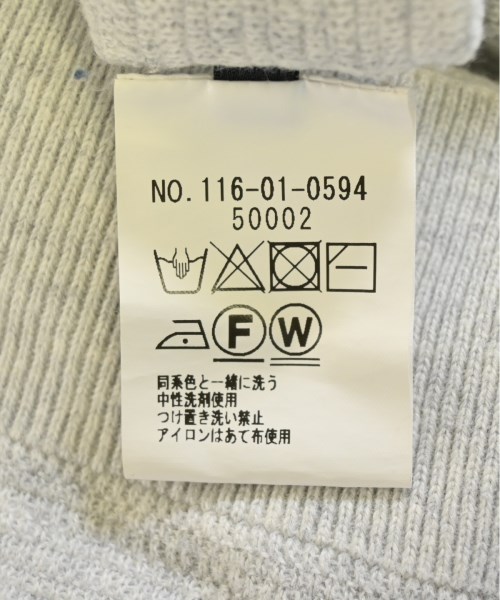 NO. 116-01-0594
50002
F W
同系色と一緒に洗う
中性洗剤使用
つけ置き洗い禁止
アイロンはあて布使用